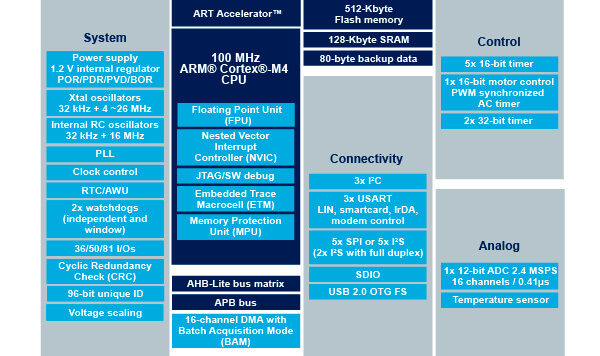 System
Power supply
1.2 V internal regulator
POR/PDR/PVD/BOR
Xtal oscillators
32 kHz + 4 ~26 MHz
Internal RC oscillators
32 kHz + 16 MHz
PLL
Clock control
RTC/AWU
2x watchdogs
(independent and
window)
36/50/81 I/Os
Cyclic Redundancy
Check (CRC)
96-bit unique ID
Voltage scaling
ART Accelerator™
100 MHz
ARM® Cortex®-M4
CPU
Floating Point Unit
(FPU)
Nested Vector
Interrupt
Controller (NVIC)
JTAG/SW debug
Embedded Trace
Macrocell (ETM)
Memory Protection
Unit (MPU)
AHB-Lite bus matrix
APB bus
16-channel DMA with
Batch Acquisition Mode
(BAM)
512-Kbyte
Flash memory
128-Kbyte SRAM
80-byte backup data
Connectivity
3x I²C
3x USART
LIN, smartcard, IrDA,
modem control
5x SPI or 5x I²S
(2x I²S with full duplex)
SDIO
USB 2.0 OTG FS
Control
5x 16-bit timer
1x 16-bit motor control
PWM synchronized
AC timer
2x 32-bit timer
Analog
1x 12-bit ADC 2.4 MSPS
16 channels / 0.41µs
Temperature sensor